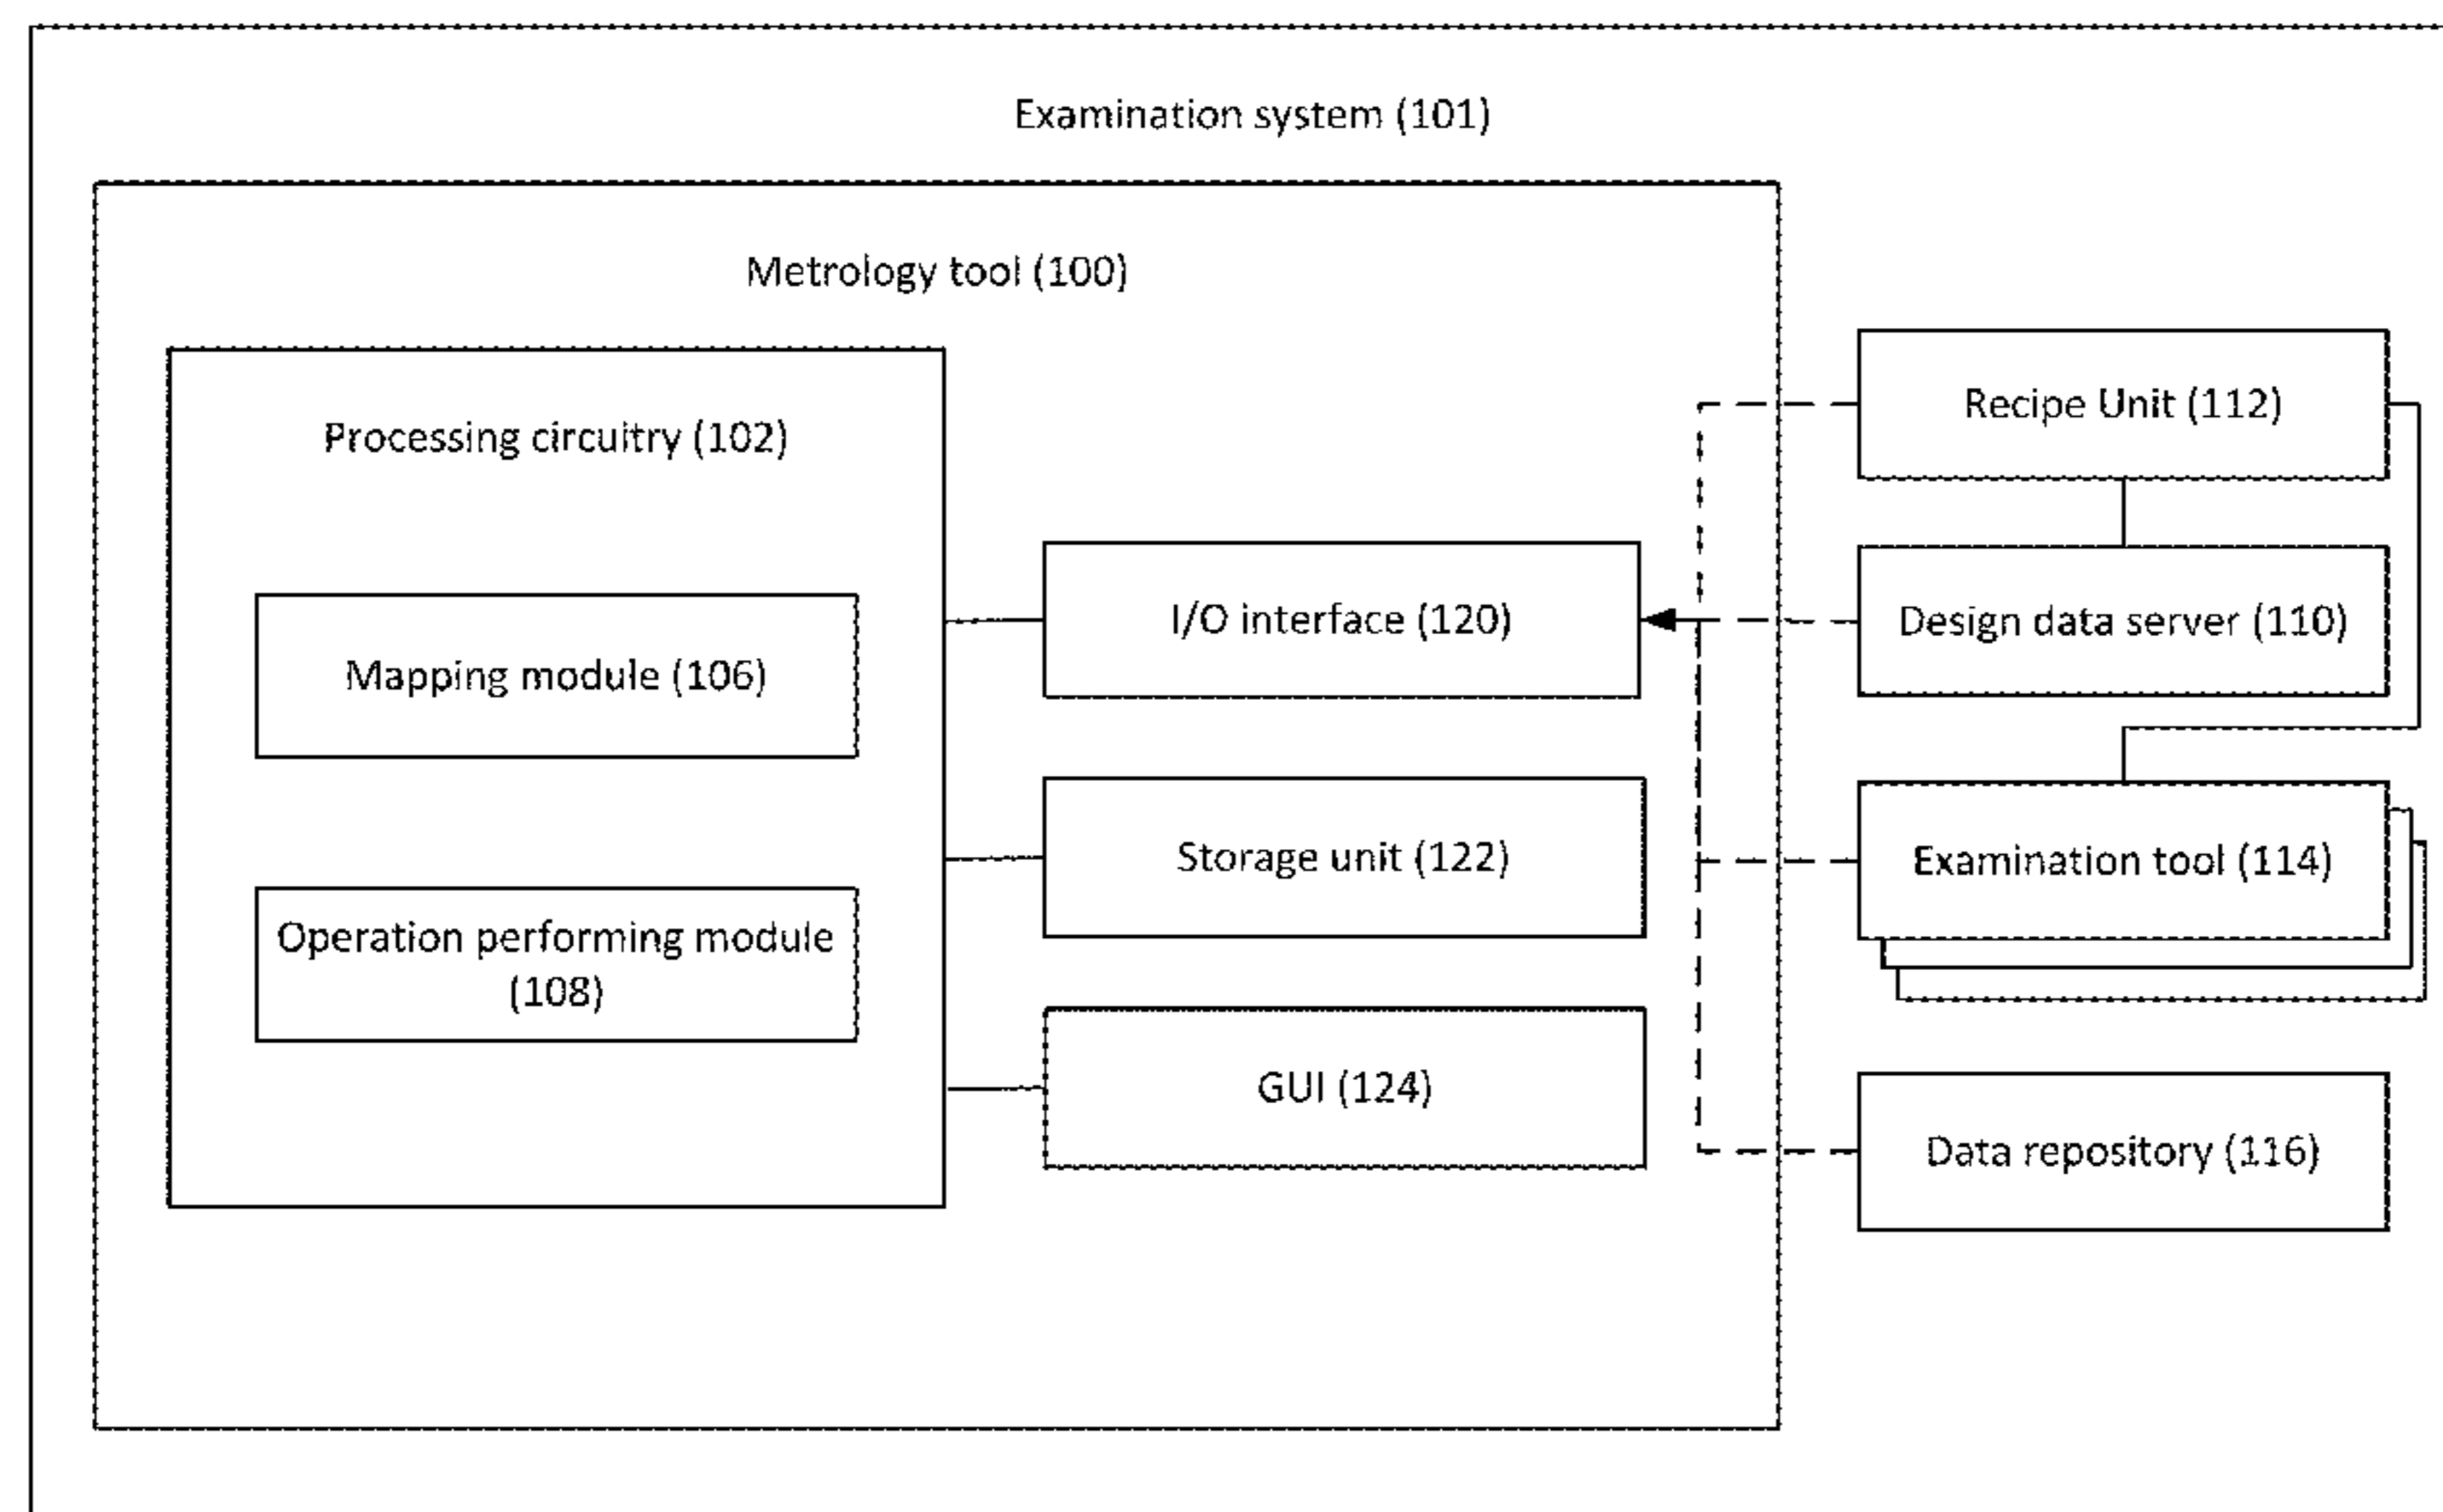 Examination system (101)
Metrology tool (100)
Processing circuitry (102)
Mapping module (106)
Operation performing module
(108)
I/O interface (120)
Storage unit (122)
GUI (124)
Recipe Unit (112)
Design data server (110)
Examination tool (114)
Data repository (116)